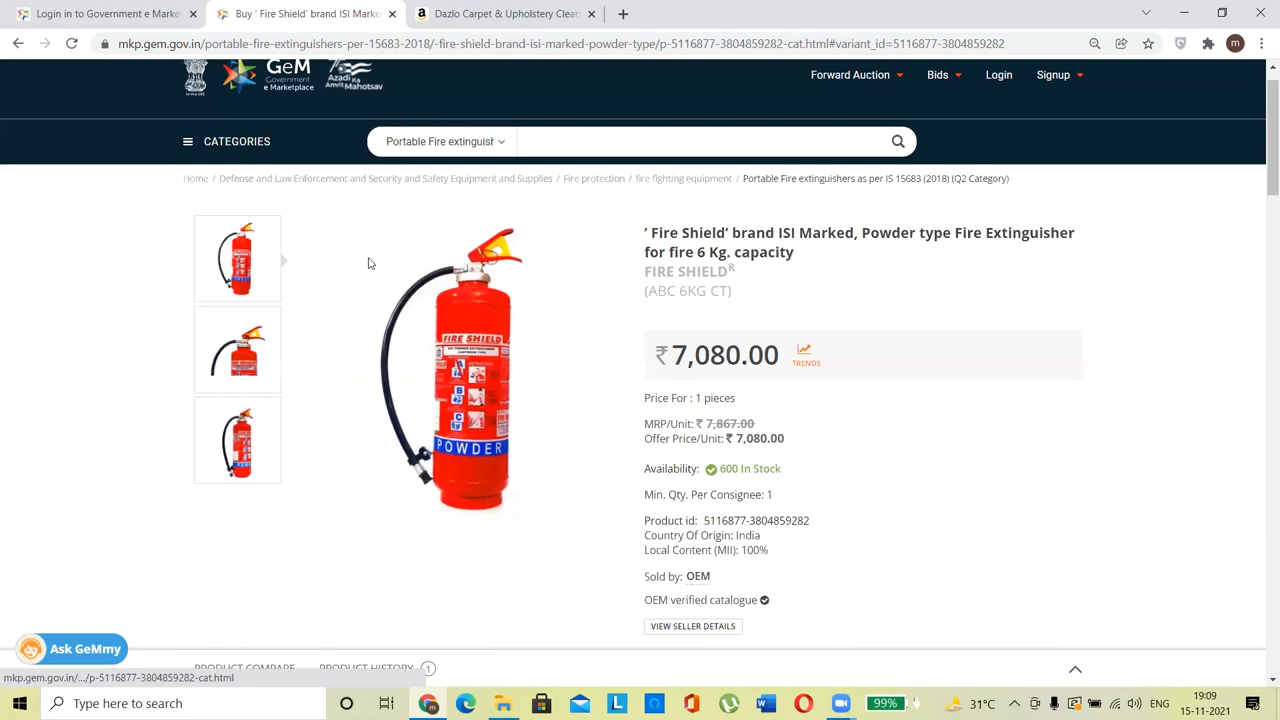 Login in to Government e Market
Buy ' Fire Shield' brand ISI Marke
Dazlo Carpet & Upholstery Clean
mkp.gem.gov.in/portable-fire-extinguishers-per-15683-2018/-fire-shield-brand-isi-marked-powder-type/p-5116877-3804859282-cat.html#variant_id=5116877-3804859282
m
GeM
Government
e Marketplace
Azadi Ka
Amrit Mahotsav
Forward Auction
Bids
Login
Signup
CATEGORIES
Portable Fire extinguish
Home / Defense and Law Enforcement and Security and Safety Equipment and Supplies / Fire protection / fire fighting equipment / Portable Fire extinguishers as per IS 15683 (2018) (Q2 Category)
' Fire Shield' brand ISI Marked, Powder type Fire Extinguisher
for fire 6 Kg. capacity
FIRE SHIELDR
(ABC 6KG CT)
FIRE SHIELD
A
B
C
POWDER
₹ 7,080.00
TRENDS
Price For : 1 pieces
MRP/Unit: ₹ 7,867.00
Offer Price/Unit: ₹ 7,080.00
Availability: 600 In Stock
Min. Qty. Per Consignee: 1
Product id: 5116877-3804859282
Country Of Origin: India
Local Content (MII): 100%
Sold by: OEM
OEM verified catalogue
VIEW SELLER DETAILS
Ask GeMmy
PRODUCT COMPARE
PRODUCT HISTORY 1
mkp.gem.gov.in/.../p-5116877-3804859282-cat.html
Type here to search
99%
31°C
ENG
19:09
15-11-2021